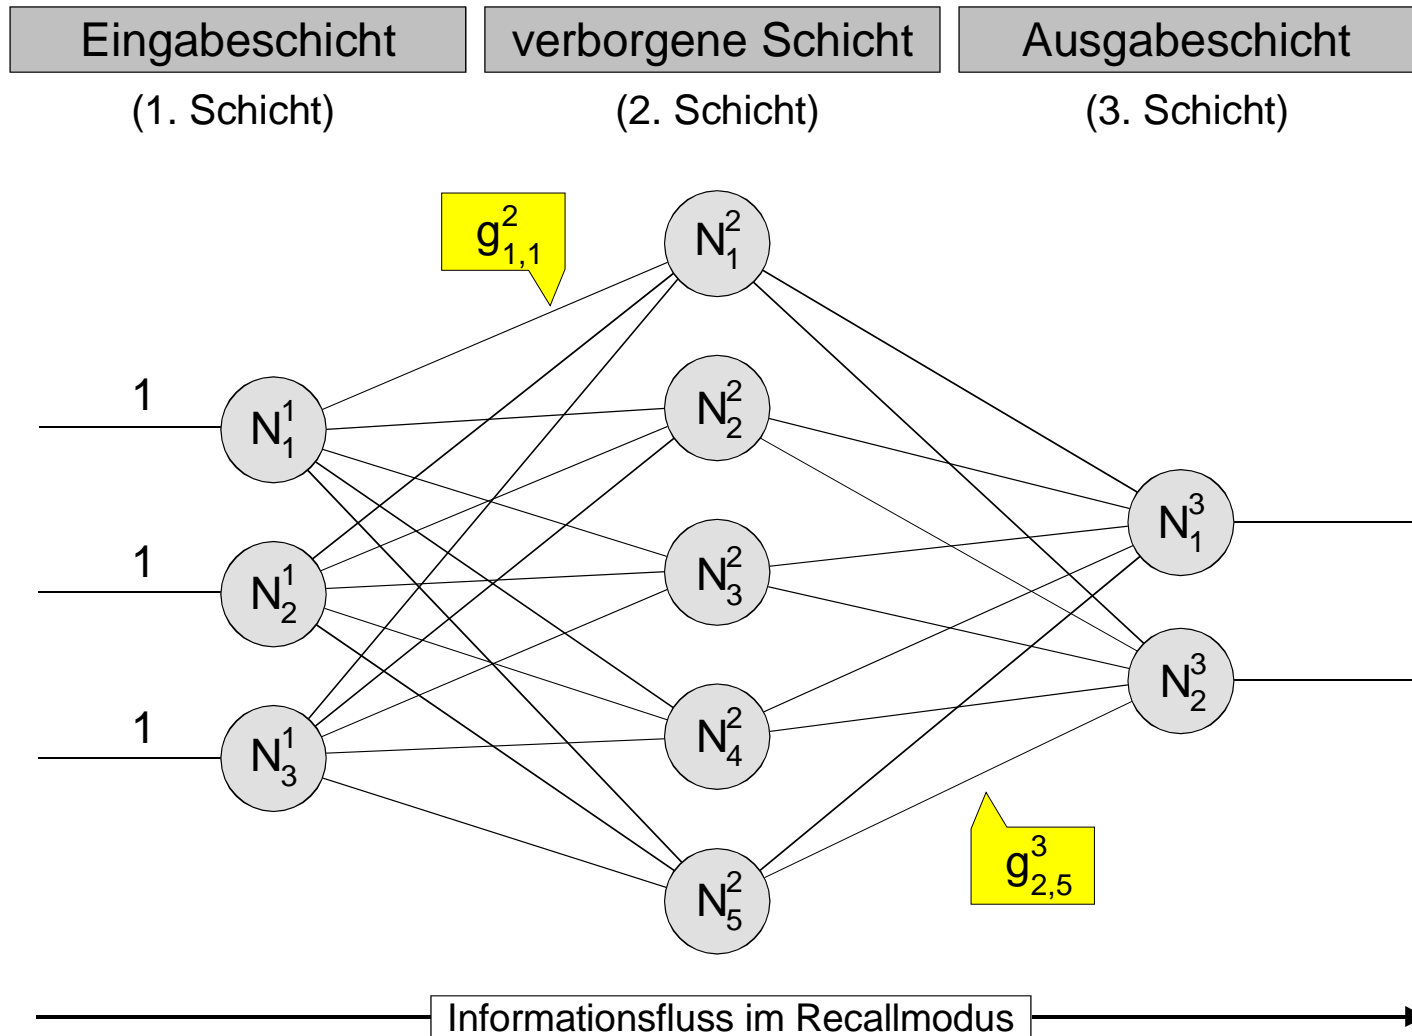 Eingabeschicht
verborgene Schicht
Ausgabeschicht
(1. Schicht)
(2. Schicht)
(3. Schicht)
g²₁,₁
N²₁
1
N¹₁
N²₂
N³₁
1
N¹₂
N²₃
N³₂
1
N¹₃
N²₄
g³₂,₅
N²₅
Informationsfluss im Recallmodus